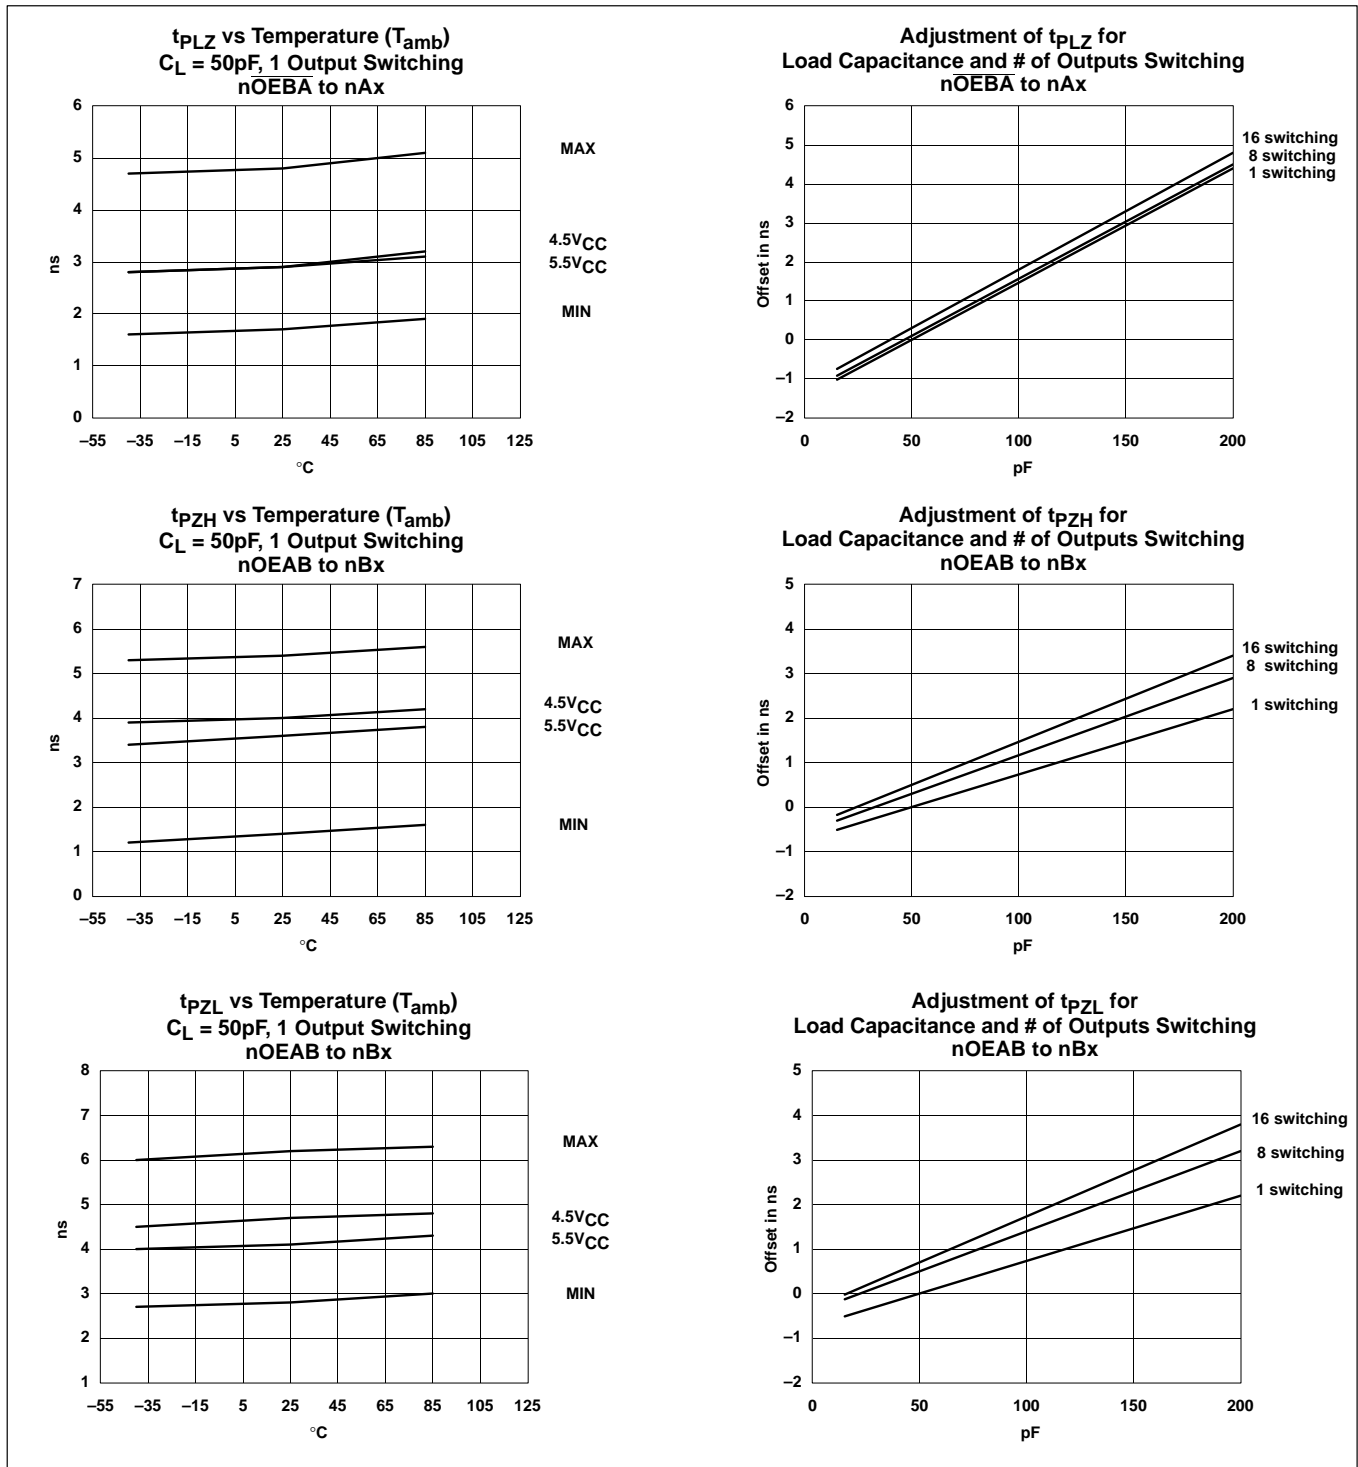 tPLZ vs Temperature (Tamb)
CL = 50pF, 1 Output Switching
nOEBA to nAx
6
5
4
3
2
1
0
ns
–55 –35 –15 5 25 45 65 85 105 125
°C
MAX
4.5VCC
5.5VCC
MIN
Adjustment of tPLZ for
Load Capacitance and # of Outputs Switching
nOEBA to nAx
6
5
4
3
2
1
0
–1
–2
Offset in ns
0 50 100 150 200
pF
16 switching
8 switching
1 switching
tPZH vs Temperature (Tamb)
CL = 50pF, 1 Output Switching
nOEAB to nBx
7
6
5
4
3
2
1
0
ns
–55 –35 –15 5 25 45 65 85 105 125
°C
MAX
4.5VCC
5.5VCC
MIN
Adjustment of tPZH for
Load Capacitance and # of Outputs Switching
nOEAB to nBx
5
4
3
2
1
0
–1
–2
Offset in ns
0 50 100 150 200
pF
16 switching
8 switching
1 switching
tPZL vs Temperature (Tamb)
CL = 50pF, 1 Output Switching
nOEAB to nBx
8
7
6
5
4
3
2
1
ns
–55 –35 –15 5 25 45 65 85 105 125
°C
MAX
4.5VCC
5.5VCC
MIN
Adjustment of tPZL for
Load Capacitance and # of Outputs Switching
nOEAB to nBx
5
4
3
2
1
0
–1
–2
Offset in ns
0 50 100 150 200
pF
16 switching
8 switching
1 switching